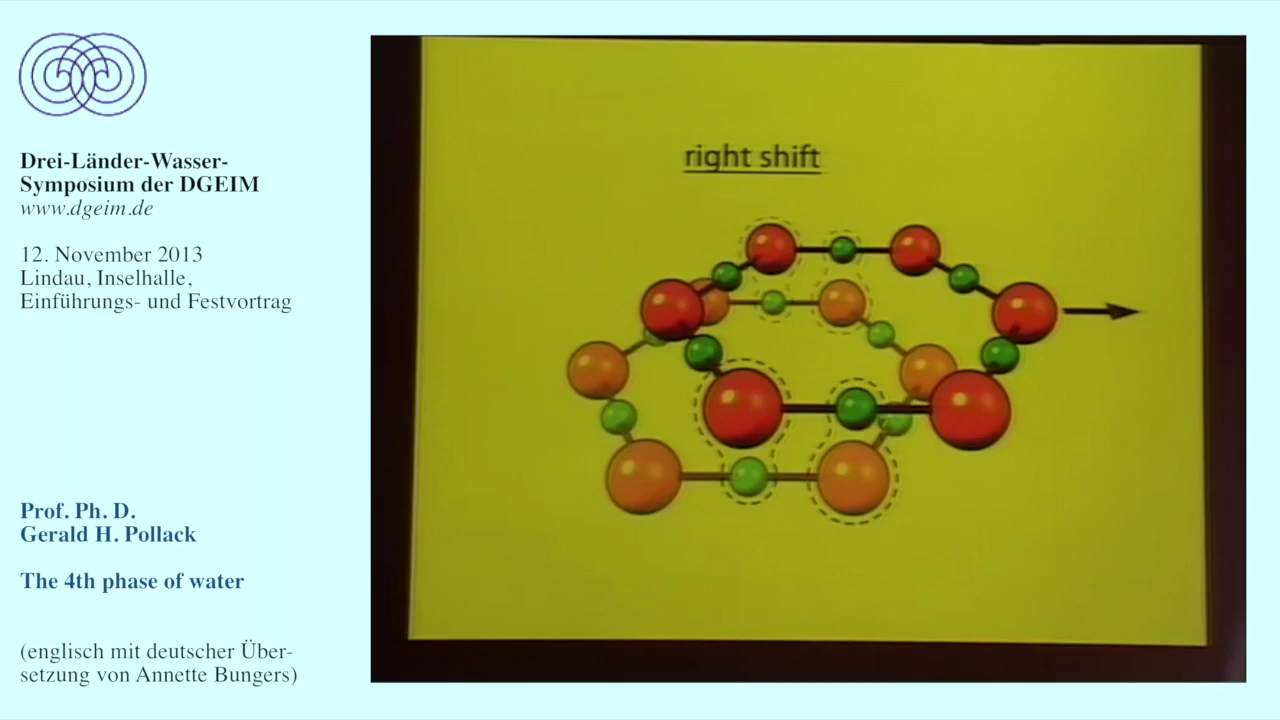 Drei-Länder-Wasser-
Symposium der DGEIM
www.dgeim.de
12. November 2013
Lindau, Inselhalle,
Einführungs- und Festvortrag
Prof. Ph. D.
Gerald H. Pollack
The 4th phase of water
(englisch mit deutscher Über-
setzung von Annette Bungers)
right shift